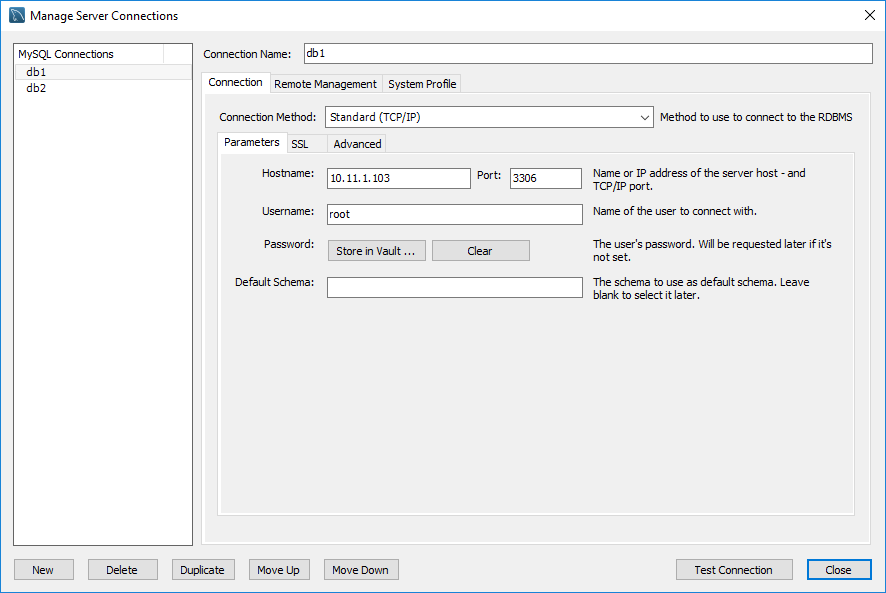 Manage Server Connections
MySQL Connections
db1
db2
Connection Name: db1
Connection Remote Management System Profile
Connection Method: Standard (TCP/IP) Method to use to connect to the RDBMS
Parameters SSL Advanced
Hostname: 10.11.1.103 Port: 3306 Name or IP address of the server host - and
TCP/IP port.
Username: root Name of the user to connect with.
Password: Store in Vault ... Clear The user's password. Will be requested later if it's
not set.
Default Schema: The schema to use as default schema. Leave
blank to select it later.
New Delete Duplicate Move Up Move Down Test Connection Close